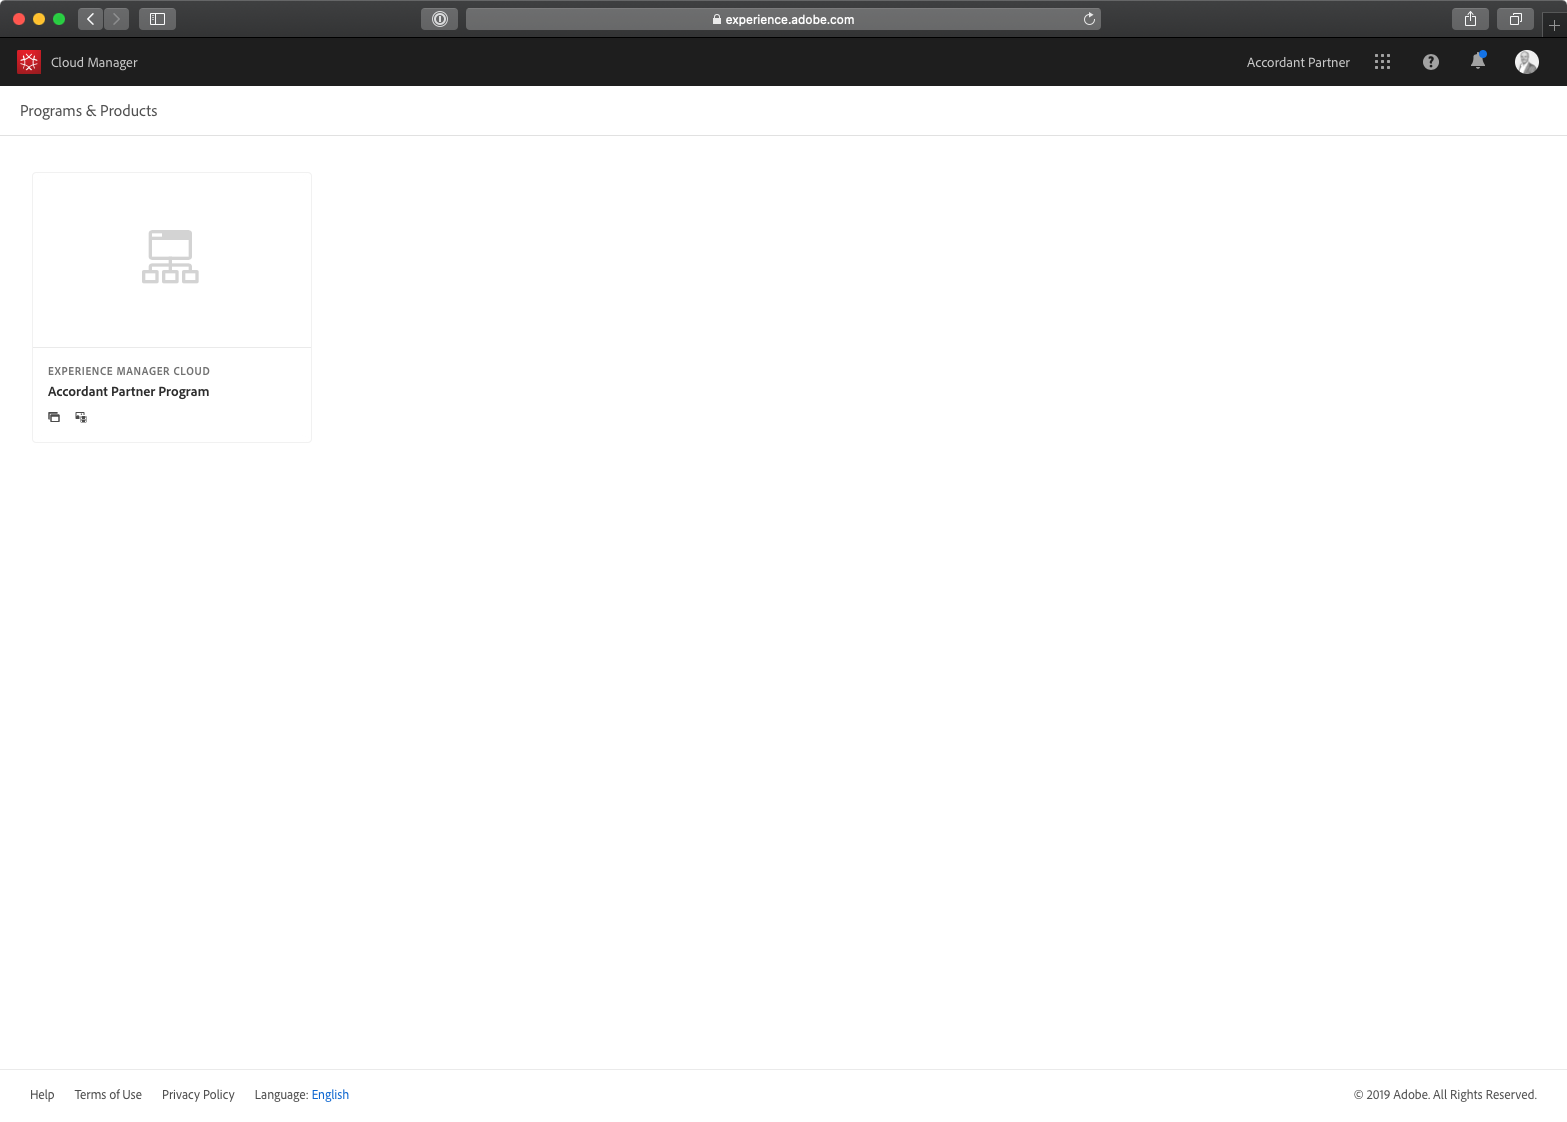 experience.adobe.com
Cloud Manager
Accordant Partner
Programs & Products
EXPERIENCE MANAGER CLOUD
Accordant Partner Program
Help Terms of Use Privacy Policy Language: English
© 2019 Adobe. All Rights Reserved.